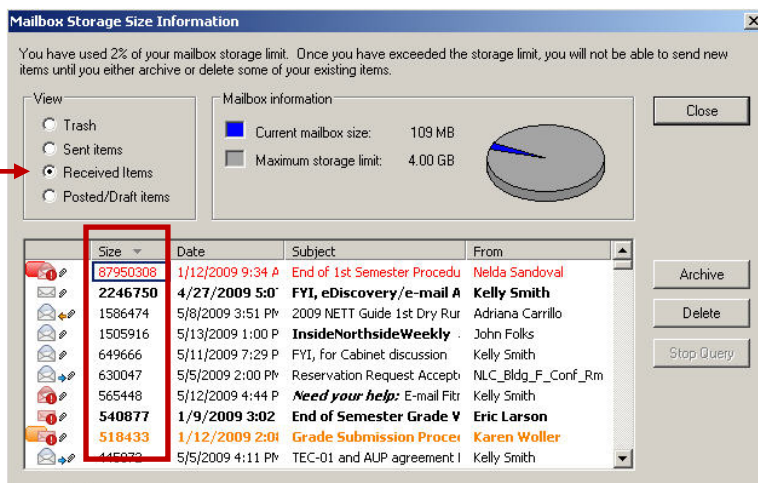 Mailbox Storage Size Information
You have used 2% of your mailbox storage limit.  Once you have exceeded the storage limit, you will not be able to send new
items until you either archive or delete some of your existing items.
View
Trash
Sent items
Received Items
Posted/Draft items
Mailbox information
Current mailbox size: 109 MB
Maximum storage limit: 4.00 GB
Close
Size Date Subject From
87950308 1/12/2009 9:34 A End of 1st Semester Procedu Nelda Sandoval
2246750 4/27/2009 5:0 FYI, eDiscovery/e-mail A Kelly Smith
1586474 5/8/2009 3:51 PM 2009 NETT Guide 1st Dry Rur Adriana Carrillo
1505916 5/13/2009 1:00 P InsideNorthsideWeekly John Folks
649666 5/11/2009 7:29 P FYI, for Cabinet discussion Kelly Smith
630047 5/5/2009 2:00 PM Reservation Request Accept NLC_Bldg_F_Conf_Rm
565448 5/12/2009 4:44 P Need your help: E-mail Fitr Kelly Smith
540877 1/9/2009 3:02 End of Semester Grade V Eric Larson
518433 1/12/2009 2:0 Grade Submission Proce Karen Woller
5/5/2009 4:11 PM TEC-01 and AUP agreement Kelly Smith
Archive
Delete
Stop Query